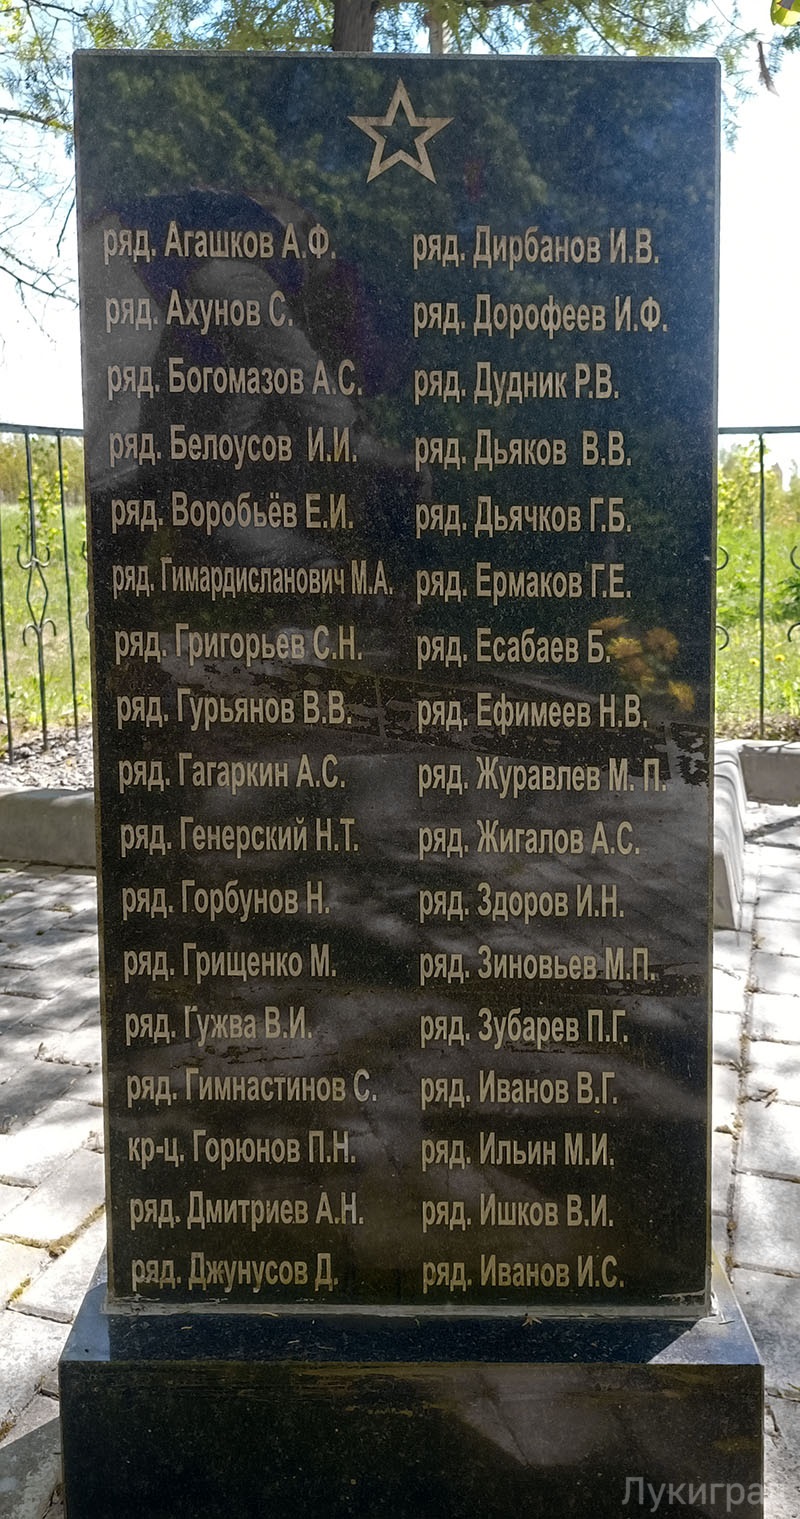 ряд. Агашков А.Ф.
ряд. Ахунов С.
ряд. Богомазов А.С.
ряд. Белоусов И.И.
ряд. Воробьёв Е.И.
ряд. Гимардисланович М.А.
ряд. Григорьев С.Н.
ряд. Гурьянов В.В.
ряд. Гагаркин А.С.
ряд. Генерский Н.Т.
ряд. Горбунов Н.
ряд. Грищенко М.
ряд. Гужва В.И.
ряд. Гимнастинов С.
кр-ц. Горюнов П.Н.
ряд. Дмитриев А.Н.
ряд. Джунусов Д.
ряд. Дирбанов И.В.
ряд. Дорофеев И.Ф.
ряд. Дудник Р.В.
ряд. Дьяков В.В.
ряд. Дьячков Г.Б.
ряд. Ермаков Г.Е.
ряд. Есабаев Б.
ряд. Ефимеев Н.В.
ряд. Журавлев М. П.
ряд. Жигалов А.С.
ряд. Здоров И.Н.
ряд. Зиновьев М.П.
ряд. Зубарев П.Г.
ряд. Иванов В.Г.
ряд. Ильин М.И.
ряд. Ишков В.И.
ряд. Иванов И.С.
Лукиград